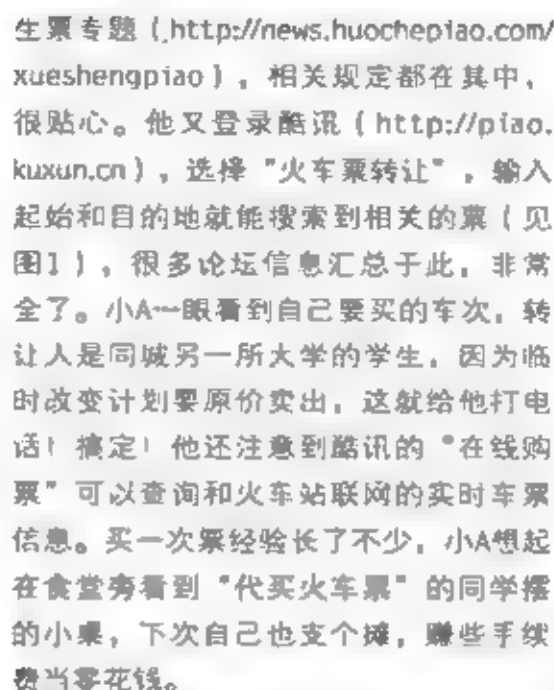 生票专题（http://news.huochepiao.com/
xueshengpiao），相关规定都在其中，
很贴心。他又登录酷讯（http://piao.
kuxun.cn），选择“火车票转让”，输入
起始和目的地就能搜索到相关的票（见
图1），很多论坛信息汇总于此，非常
全了。小A一眼看到自己要买的车次，转
让人是同城另一所大学的学生，因为临
时改变计划要原价卖出，这就给他打电
话！搞定！他还注意到酷讯的“在线购
票”可以查询和火车站联网的实时车票
信息。买一次票经验长了不少，小A想起
在食堂旁看到“代买火车票”的同学摆
的小桌，下次自己也支个摊，赚些手续
费当零花钱。